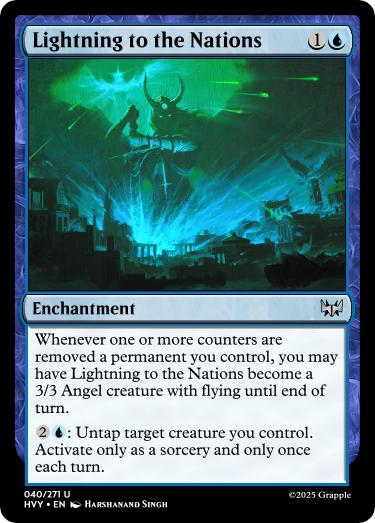 Lightning to the Nations 1
Enchantment
Whenever one or more counters are
removed a permanent you control, you may
have Lightning to the Nations become a
3/3 Angel creature with flying until end of
turn.
2 : Untap target creature you control.
Activate only as a sorcery and only once
each turn.
040/271 U
HVY • EN Harshanand Singh
©2025 Grapple